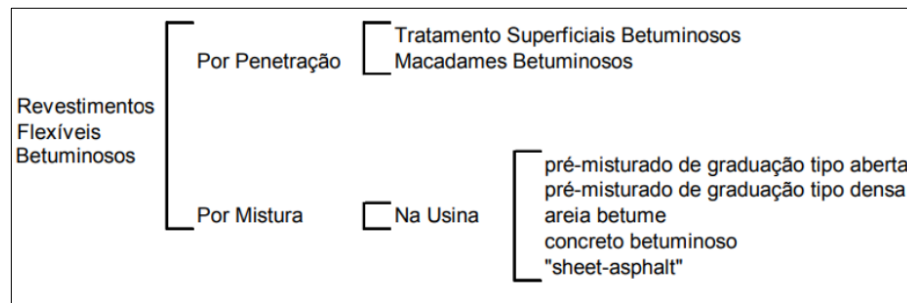 Revestimentos
Flexíveis
Betuminosos
Por Penetração
Tratamento Superficiais Betuminosos
Macadames Betuminosos
Por Mistura
Na Usina
pré-misturado de graduação tipo aberta
pré-misturado de graduação tipo densa
areia betume
concreto betuminoso
"sheet-asphalt"